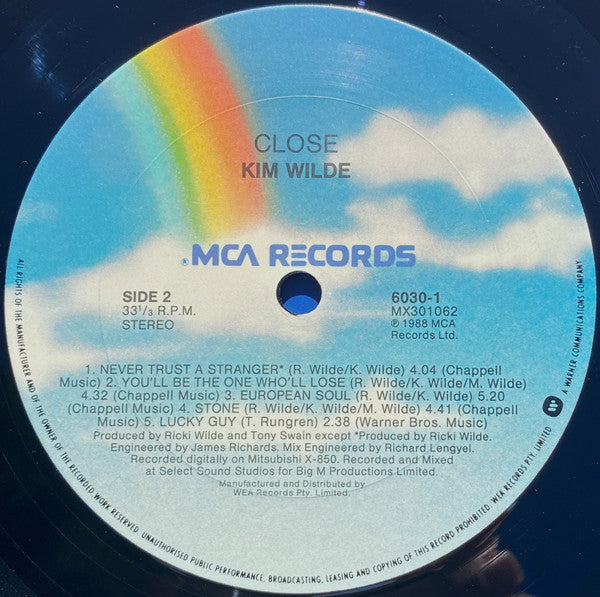 CLOSE
KIM WILDE
® MCA RECORDS
SIDE 2
33⅓ R.P.M.
STEREO
6030-1
MX301062
℗ 1988 MCA
Records Ltd.
1. NEVER TRUST A STRANGER* (R. Wilde/K. Wilde) 4.04 (Chappell
Music) 2. YOU'LL BE THE ONE WHO'LL LOSE (R. Wilde/K. Wilde/M. Wilde)
4.32 (Chappell Music) 3. EUROPEAN SOUL (R. Wilde/K. Wilde) 5.20
(Chappell Music) 4. STONE (R. Wilde/K. Wilde/M. Wilde) 4.41 (Chappell
Music) 5. LUCKY GUY (T. Rungren) 2.38 (Warner Bros. Music)
Produced by Ricki Wilde and Tony Swain except *Produced by Ricki Wilde.
Engineered by James Richards. Mix Engineered by Richard Lengyel.
Recorded digitally on Mitsubishi X-850. Recorded and Mixed
at Select Sound Studios for Big M Productions Limited.
Manufactured and Distributed by
WEA Records Pty. Limited.
ALL RIGHTS OF THE MANUFACTURER AND OF THE OWNER OF THE RECORDED WORK RESERVED. UNAUTHORISED PUBLIC PERFORMANCE, BROADCASTING, LEASING AND COPYING OF THIS RECORD PROHIBITED. WEA RECORDS PTY. LIMITED
A WARNER COMMUNICATIONS COMPANY